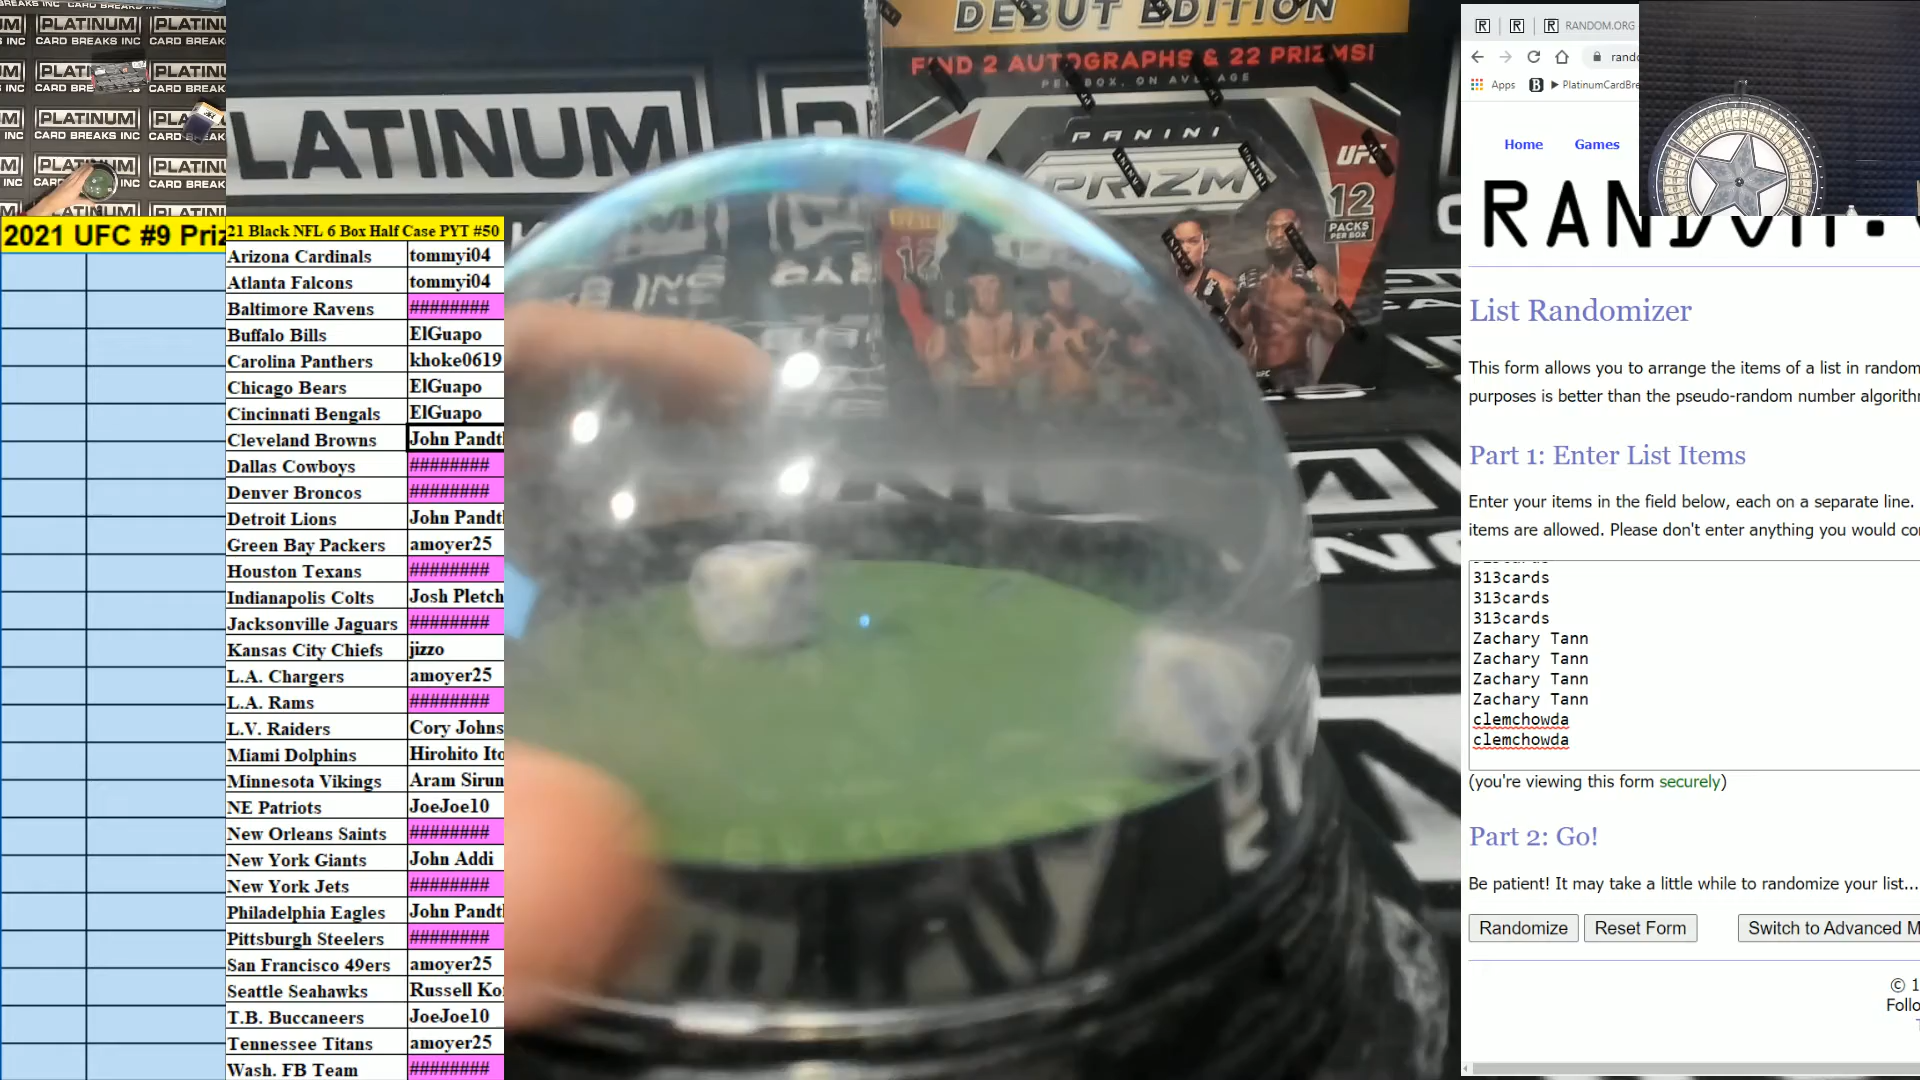 PLATINUM
CARD BREAKS INC
2021 UFC #9 Priz
21 Black NFL 6 Box Half Case PYT #50
Arizona Cardinals tommyi04
Atlanta Falcons tommyi04
Baltimore Ravens ########
Buffalo Bills ElGuapo
Carolina Panthers khoke0619
Chicago Bears ElGuapo
Cincinnati Bengals ElGuapo
Cleveland Browns John Pandt
Dallas Cowboys ########
Denver Broncos ########
Detroit Lions John Pandt
Green Bay Packers amoyer25
Houston Texans ########
Indianapolis Colts Josh Pletch
Jacksonville Jaguars ########
Kansas City Chiefs jizzo
L.A. Chargers amoyer25
L.A. Rams ########
L.V. Raiders Cory Johns
Miami Dolphins Hirohito Ito
Minnesota Vikings Aram Sirun
NE Patriots JoeJoe10
New Orleans Saints ########
New York Giants John Addi
New York Jets ########
Philadelphia Eagles John Pandt
Pittsburgh Steelers ########
San Francisco 49ers amoyer25
Seattle Seahawks Russell Ko
T.B. Buccaneers JoeJoe10
Tennessee Titans amoyer25
Wash. FB Team ########
LATINUM
DEBUT EDITION
FIND 2 AUTOGRAPHS & 22 PRIZMS!
PER BOX, ON AVERAGE
PANINI
PRIZM
UFC
12
PACKS
PER BOX
RANDOM.ORG
Apps
PlatinumCardBre
Home Games
List Randomizer
This form allows you to arrange the items of a list in random
purposes is better than the pseudo-random number algorith
Part 1: Enter List Items
Enter your items in the field below, each on a separate line.
items are allowed. Please don't enter anything you would co
313cards
313cards
313cards
Zachary Tann
Zachary Tann
Zachary Tann
Zachary Tann
clemchowda
clemchowda
(you're viewing this form securely)
Part 2: Go!
Be patient! It may take a little while to randomize your list...
Randomize Reset Form Switch to Advanced M
© 1
Follo